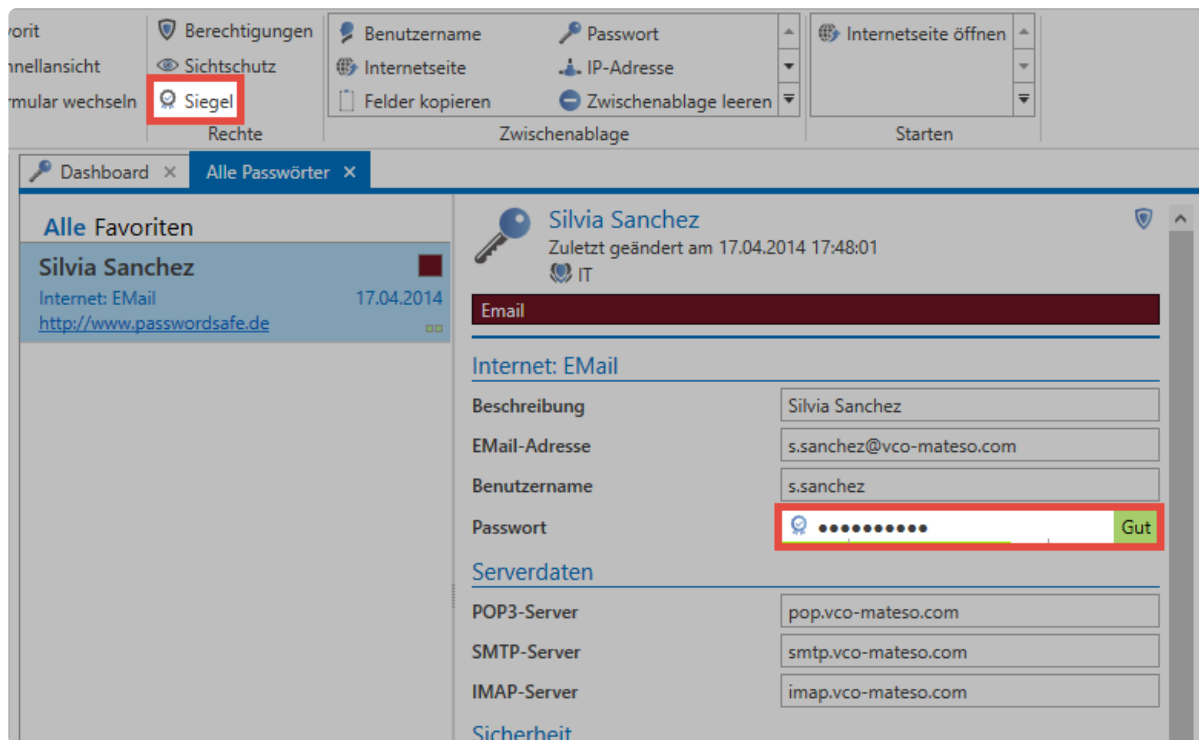 vorit
Berechtigungen
Benutzername
Passwort
Internetseite öffnen
Sichtschutz
Internetseite
IP-Adresse
wechseln
Siegel
Felder kopieren
Zwischenablage leeren
Rechte
Zwischenablage
Starten
Dashboard
Alle Passwörter
Alle Favoriten
Silvia Sanchez
Internet: EMail
17.04.2014
http://www.passwordsafe.de
Silvia Sanchez
Zuletzt geändert am 17.04.2014 17:48:01
IT
Email
Internet: EMail
Beschreibung
Silvia Sanchez
EMail-Adresse
s.sanchez@vco-mateso.com
Benutzername
s.sanchez
Passwort
●●●●●●●●●●
Gut
Serverdaten
POP3-Server
pop.vco-mateso.com
SMTP-Server
smtp.vco-mateso.com
IMAP-Server
imap.vco-mateso.com
Sicherheit